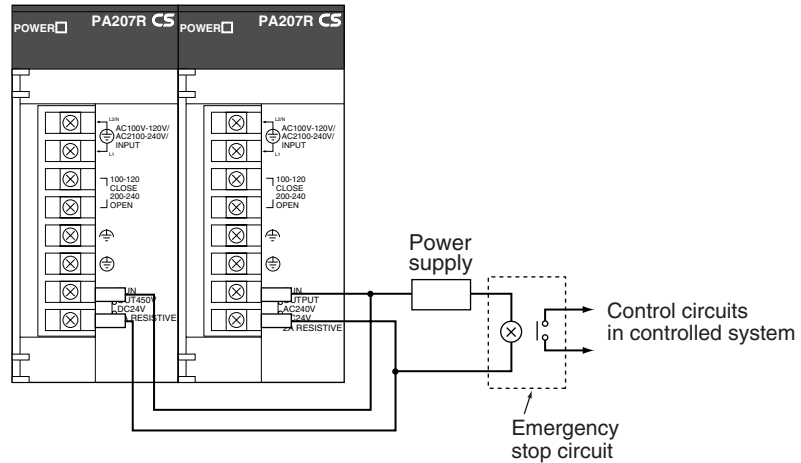 POWER PA207R CS
POWER PA207R CS
L2/N
AC100V-120V/
AC2100-240V/
INPUT
L1
100-120
CLOSE
200-240
OPEN
L2/N
AC100V-120V/
AC2100-240V/
INPUT
L1
100-120
CLOSE
200-240
OPEN
UT450V
DC24V
RESISTIVE
OUTPUT
AC240V
2A RESISTIVE
Power
supply
Control circuits
in controlled system
Emergency
stop circuit